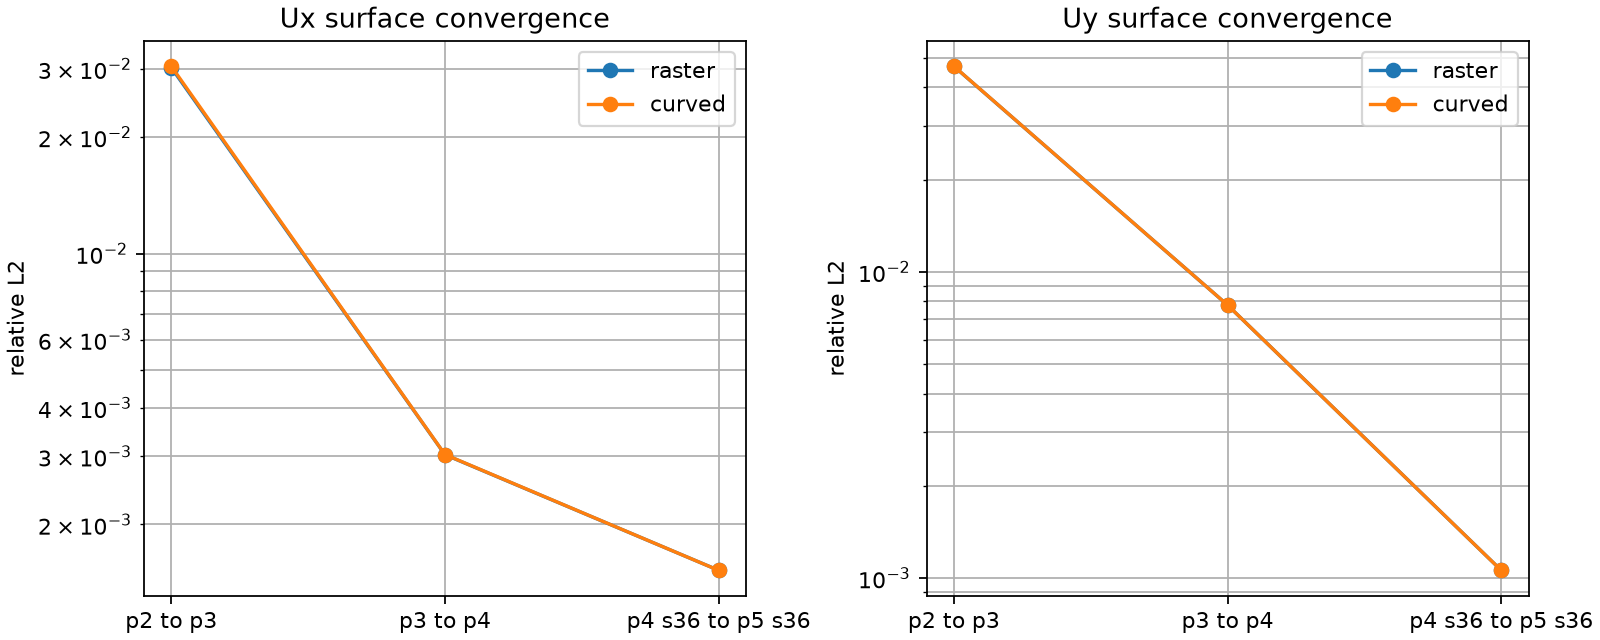 Ux surface convergence
relative L2
3 × 10⁻²
2 × 10⁻²
10⁻²
6 × 10⁻³
4 × 10⁻³
3 × 10⁻³
2 × 10⁻³
raster
curved
p2 to p3
p3 to p4
p4 s36 to p5 s36
Uy surface convergence
relative L2
10⁻²
10⁻³
raster
curved
p2 to p3
p3 to p4
p4 s36 to p5 s36